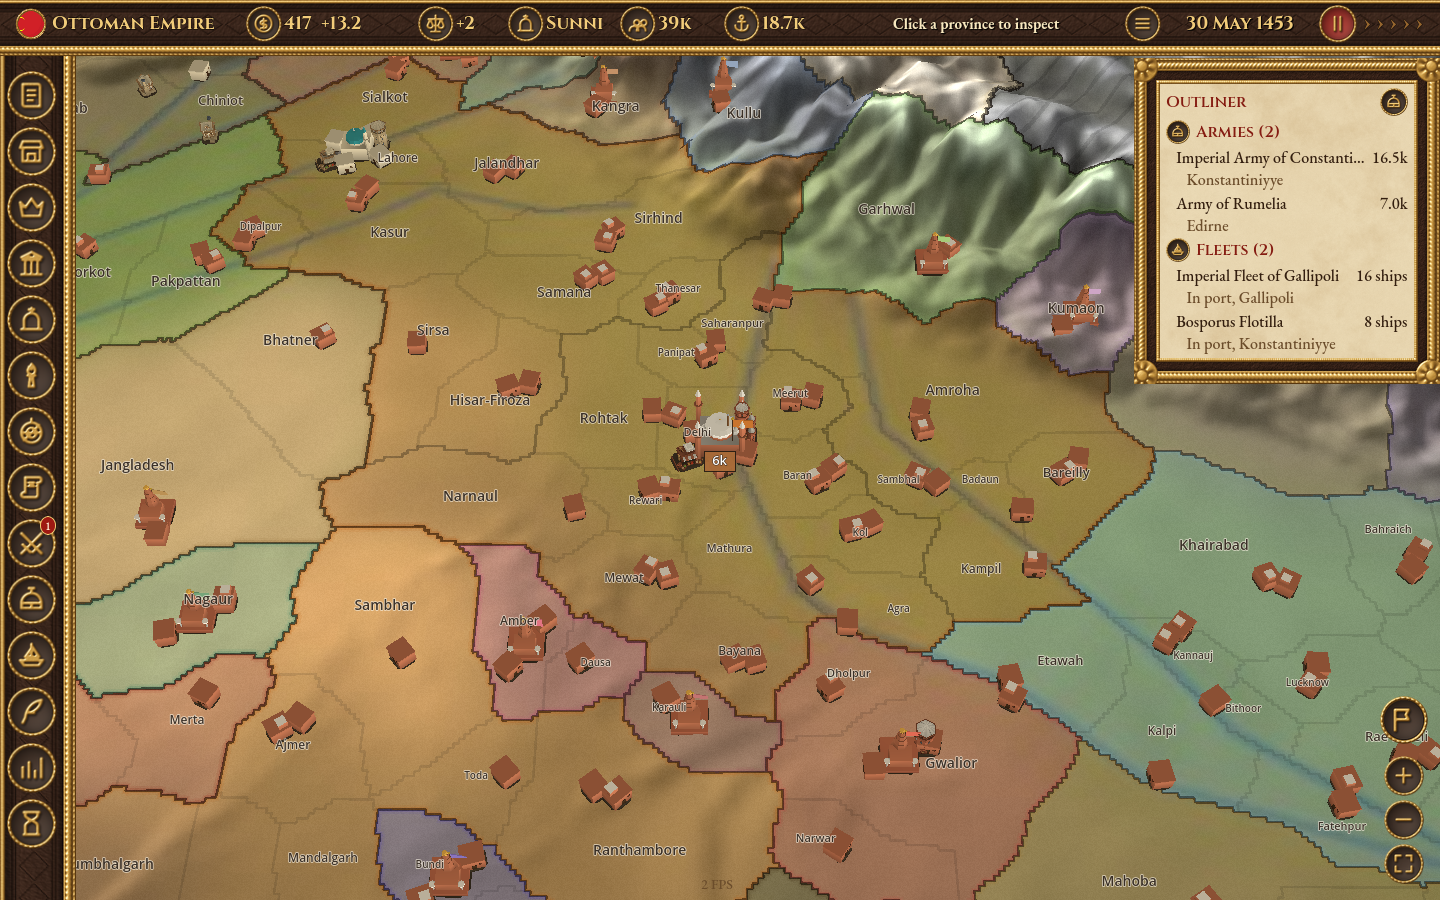 OTTOMAN EMPIRE
417 +13.2
+2
SUNNI
39K
18.7K
Click a province to inspect
30 MAY 1453
OUTLINER
ARMIES (2)
Imperial Army of Constanti... 16.5k
Konstantiniyye
Army of Rumelia 7.0k
Edirne
FLEETS (2)
Imperial Fleet of Gallipoli 16 ships
In port, Gallipoli
Bosporus Flotilla 8 ships
In port, Konstantiniyye
1
Chiniot
Sialkot
Kangra
Kullu
Lahore
Jalandhar
Garhwal
Dipalpur
Kasur
Sirhind
orkot
Pakpattan
Samana
Thanesar
Kumaon
Bhatner
Sirsa
Saharanpur
Panipat
Hisar-Firoza
Rohtak
Meerut
Amroha
Delhi
6k
Jangladesh
Narnaul
Rewari
Baran
Sambhal
Badaun
Bareilly
Kol
Mathura
Khairabad
Bahraich
Mewat
Kampil
Nagaur
Sambhar
Amber
Agra
Dausa
Bayana
Etawah
Kannauj
Merta
Ajmer
Karauli
Dholpur
Lucknow
Bithoor
Kalpi
Toda
Gwalior
Fatehpur
Narwar
umbhalgarh
Mandalgarh
Bundi
Ranthambore
Mahoba
2 FPS